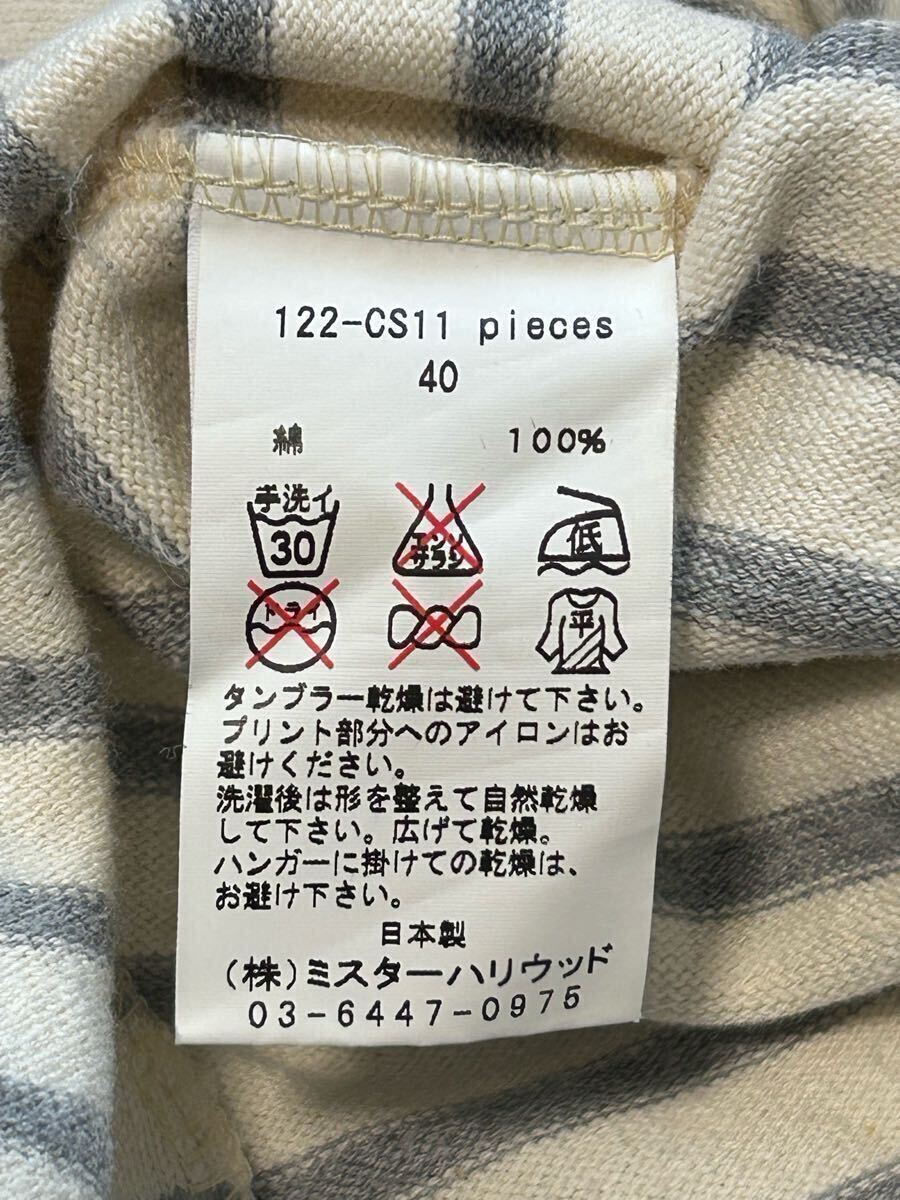 122-CS11 pieces
40
綿 100%
手洗イ
30
エンソ
サラシ
低
ドライ
平
タンブラー乾燥は避けて下さい。
プリント部分へのアイロンはお
避けください。
洗濯後は形を整えて自然乾燥
して下さい。広げて乾燥。
ハンガーに掛けての乾燥は、
お避け下さい。
日本製
(株)ミスターハリウッド
03-6447-0975